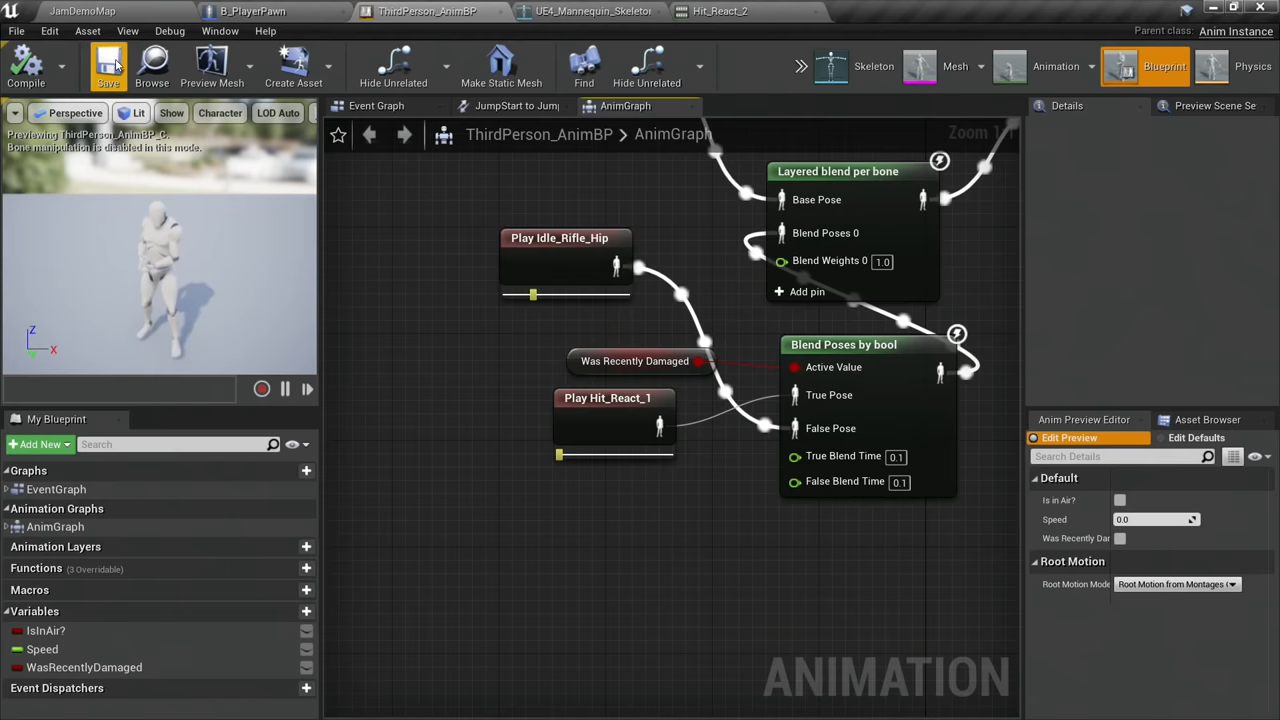 JamDemoMap
B_PlayerPawn
ThirdPerson_AnimBP
UE4_Mannequin_Skeleto
Hit_React_2
File Edit Asset View Debug Window Help
Parent class: Anim Instance
Compile
Save
Browse
Preview Mesh
Create Asset
Hide Unrelated
Make Static Mesh
Find
Hide Unrelated
Skeleton
Mesh
Animation
Blueprint
Physics
Perspective
Lit
Show
Character
LOD Auto
Previewing ThirdPerson_AnimBP_C.
Bone manipulation is disabled in this mode.
Z
X
Event Graph
JumpStart to Jum
AnimGraph
ThirdPerson_AnimBP > AnimGraph
Zoom 1:1
Layered blend per bone
Base Pose
Blend Poses 0
Blend Weights 0 1.0
Add pin
Play Idle_Rifle_Hip
Was Recently Damaged
Play Hit_React_1
Blend Poses by bool
Active Value
True Pose
False Pose
True Blend Time 0.1
False Blend Time 0.1
ANIMATION
My Blueprint
Add New
Search
Graphs
EventGraph
Animation Graphs
AnimGraph
Animation Layers
Functions (3 Overridable)
Macros
Variables
IsInAir?
Speed
WasRecentlyDamaged
Event Dispatchers
Details
Preview Scene Se
Anim Preview Editor
Asset Browser
Edit Preview
Edit Defaults
Search Details
Default
Is in Air?
Speed 0.0
Was Recently Dar
Root Motion
Root Motion Mode Root Motion from Montages (